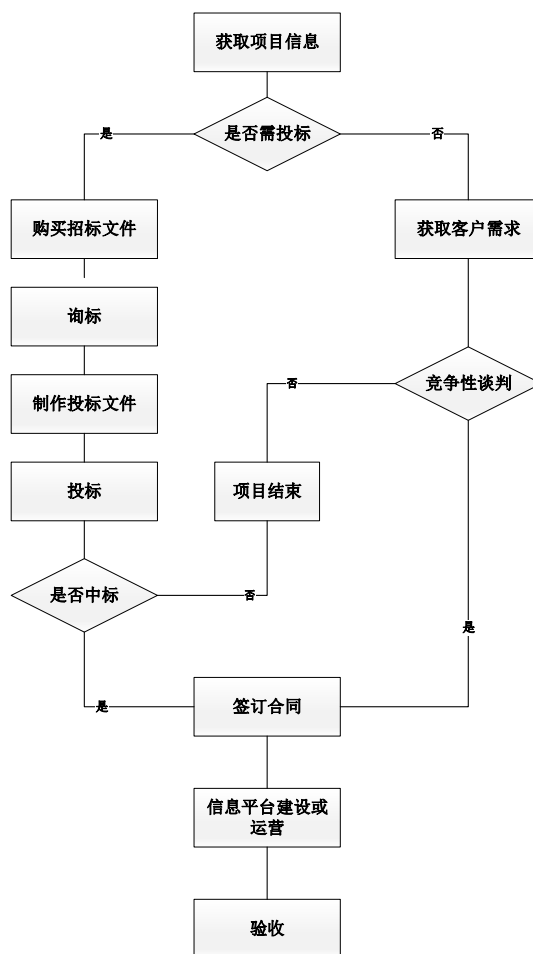 获取项目信息
是否需投标
是
否
购买招标文件
获取客户需求
询标
制作投标文件
竞争性谈判
否
投标
项目结束
是否中标
否
是
是
签订合同
信息平台建设或
运营
验收